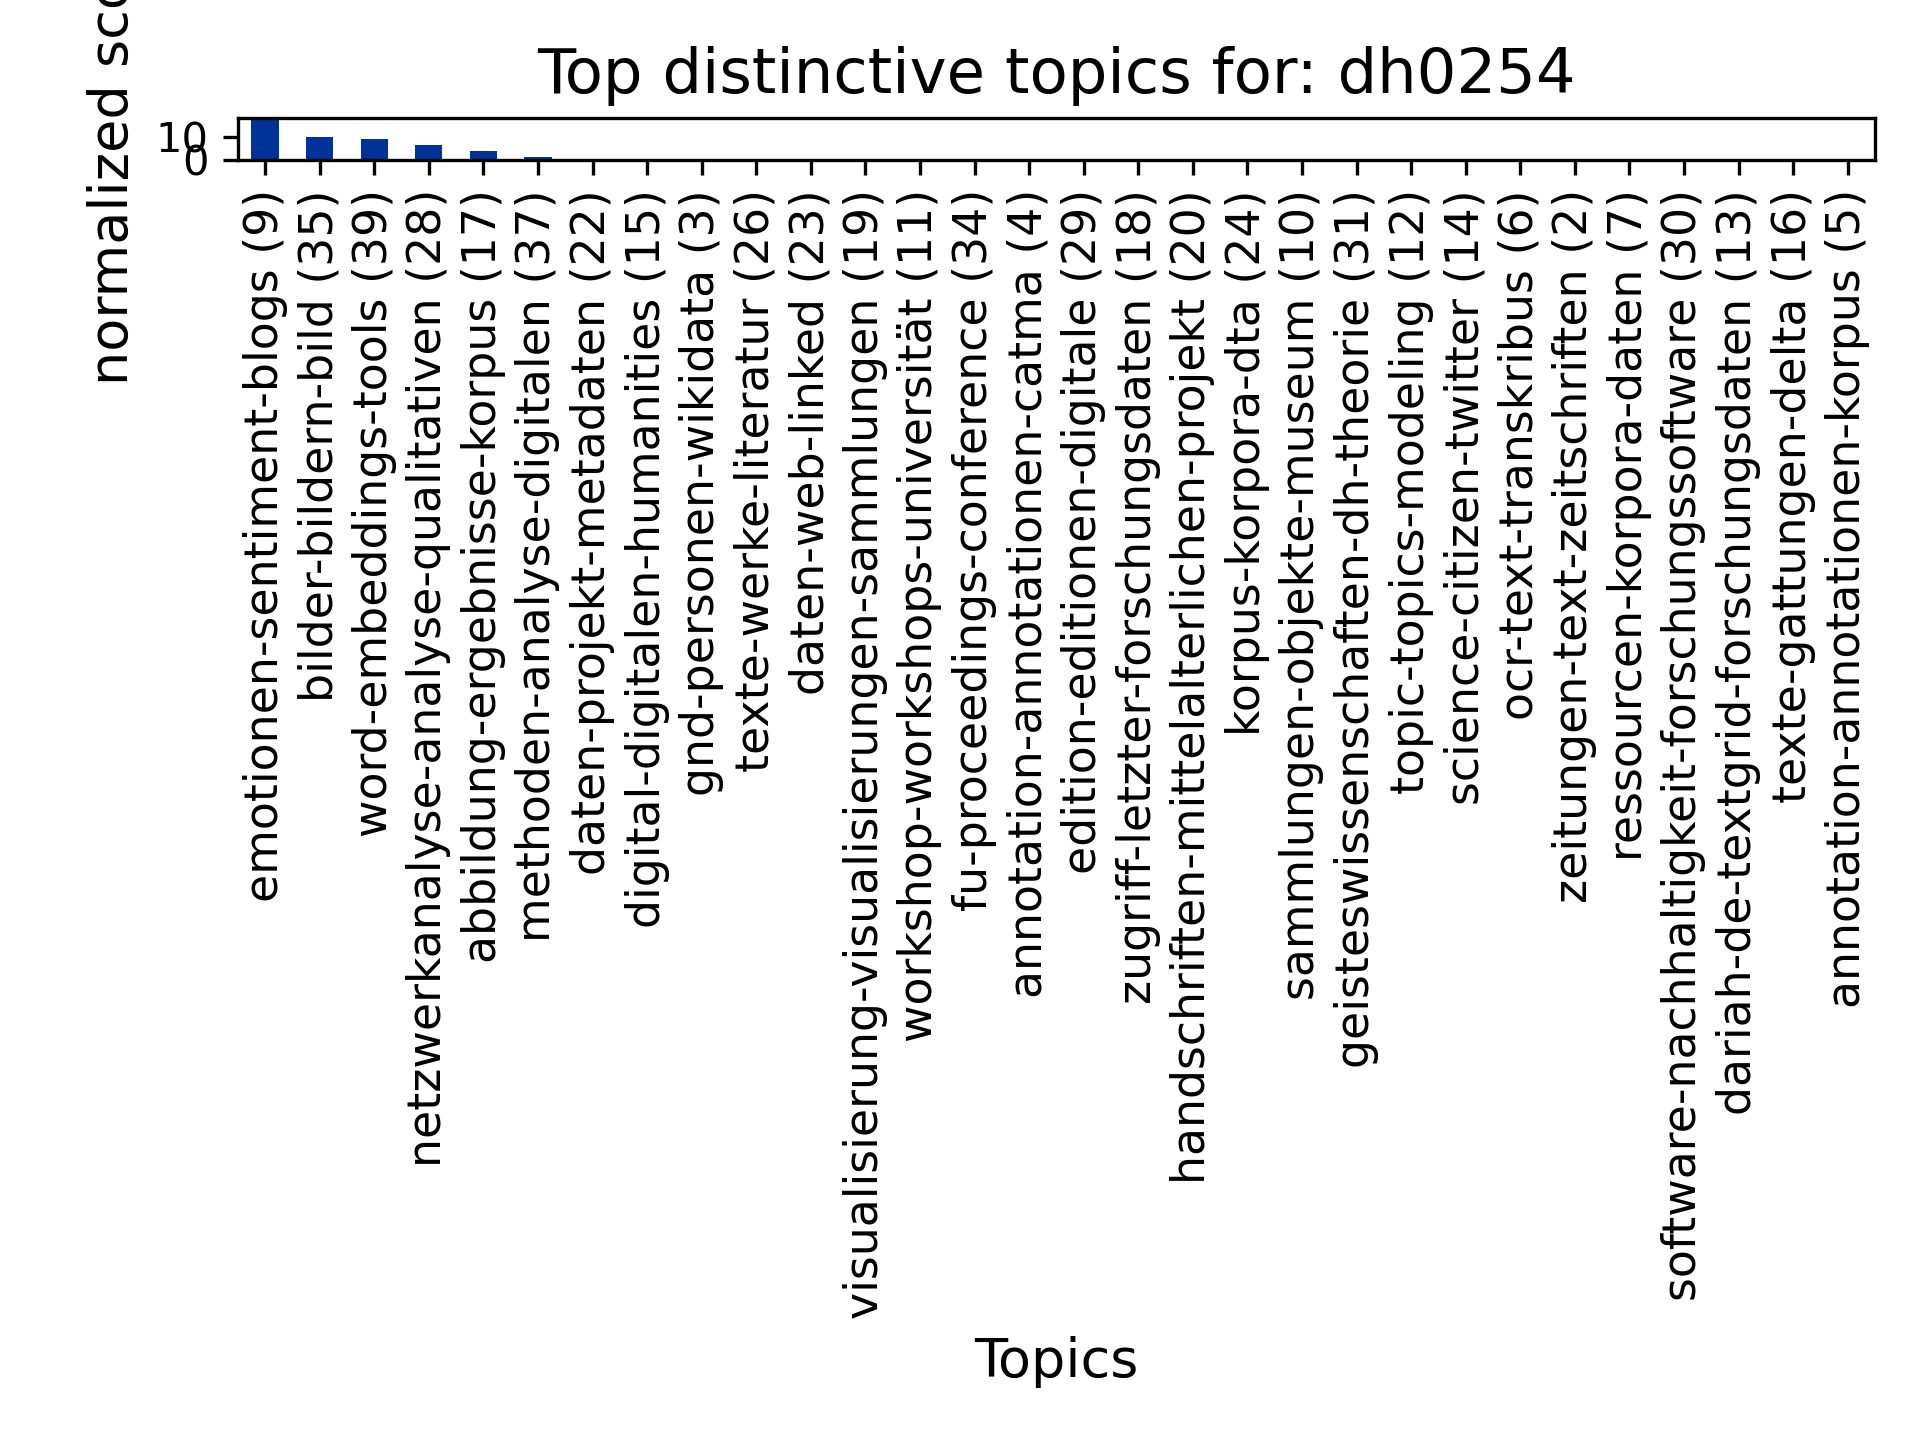 Top distinctive topics for: dh0254
normalized sco
10
0
emotionen-sentiment-blogs (9)
bilder-bildern-bild (35)
word-embeddings-tools (39)
netzwerkanalyse-analyse-qualitativen (28)
abbildung-ergebnisse-korpus (17)
methoden-analyse-digitalen (37)
daten-projekt-metadaten (22)
digital-digitalen-humanities (15)
gnd-personen-wikidata (3)
texte-werke-literatur (26)
daten-web-linked (23)
visualisierung-visualisierungen-sammlungen (19)
workshop-workshops-universität (11)
fu-proceedings-conference (34)
annotation-annotationen-catma (4)
edition-editionen-digitale (29)
zugriff-letzter-forschungsdaten (18)
handschriften-mittelalterlichen-projekt (20)
korpus-korpora-dta (24)
sammlungen-objekte-museum (10)
geisteswissenschaften-dh-theorie (31)
topic-topics-modeling (12)
science-citizen-twitter (14)
ocr-text-transkribus (6)
zeitungen-text-zeitschriften (2)
ressourcen-korpora-daten (7)
software-nachhaltigkeit-forschungssoftware (30)
dariah-de-textgrid-forschungsdaten (13)
texte-gattungen-delta (16)
annotation-annotationen-korpus (5)
Topics